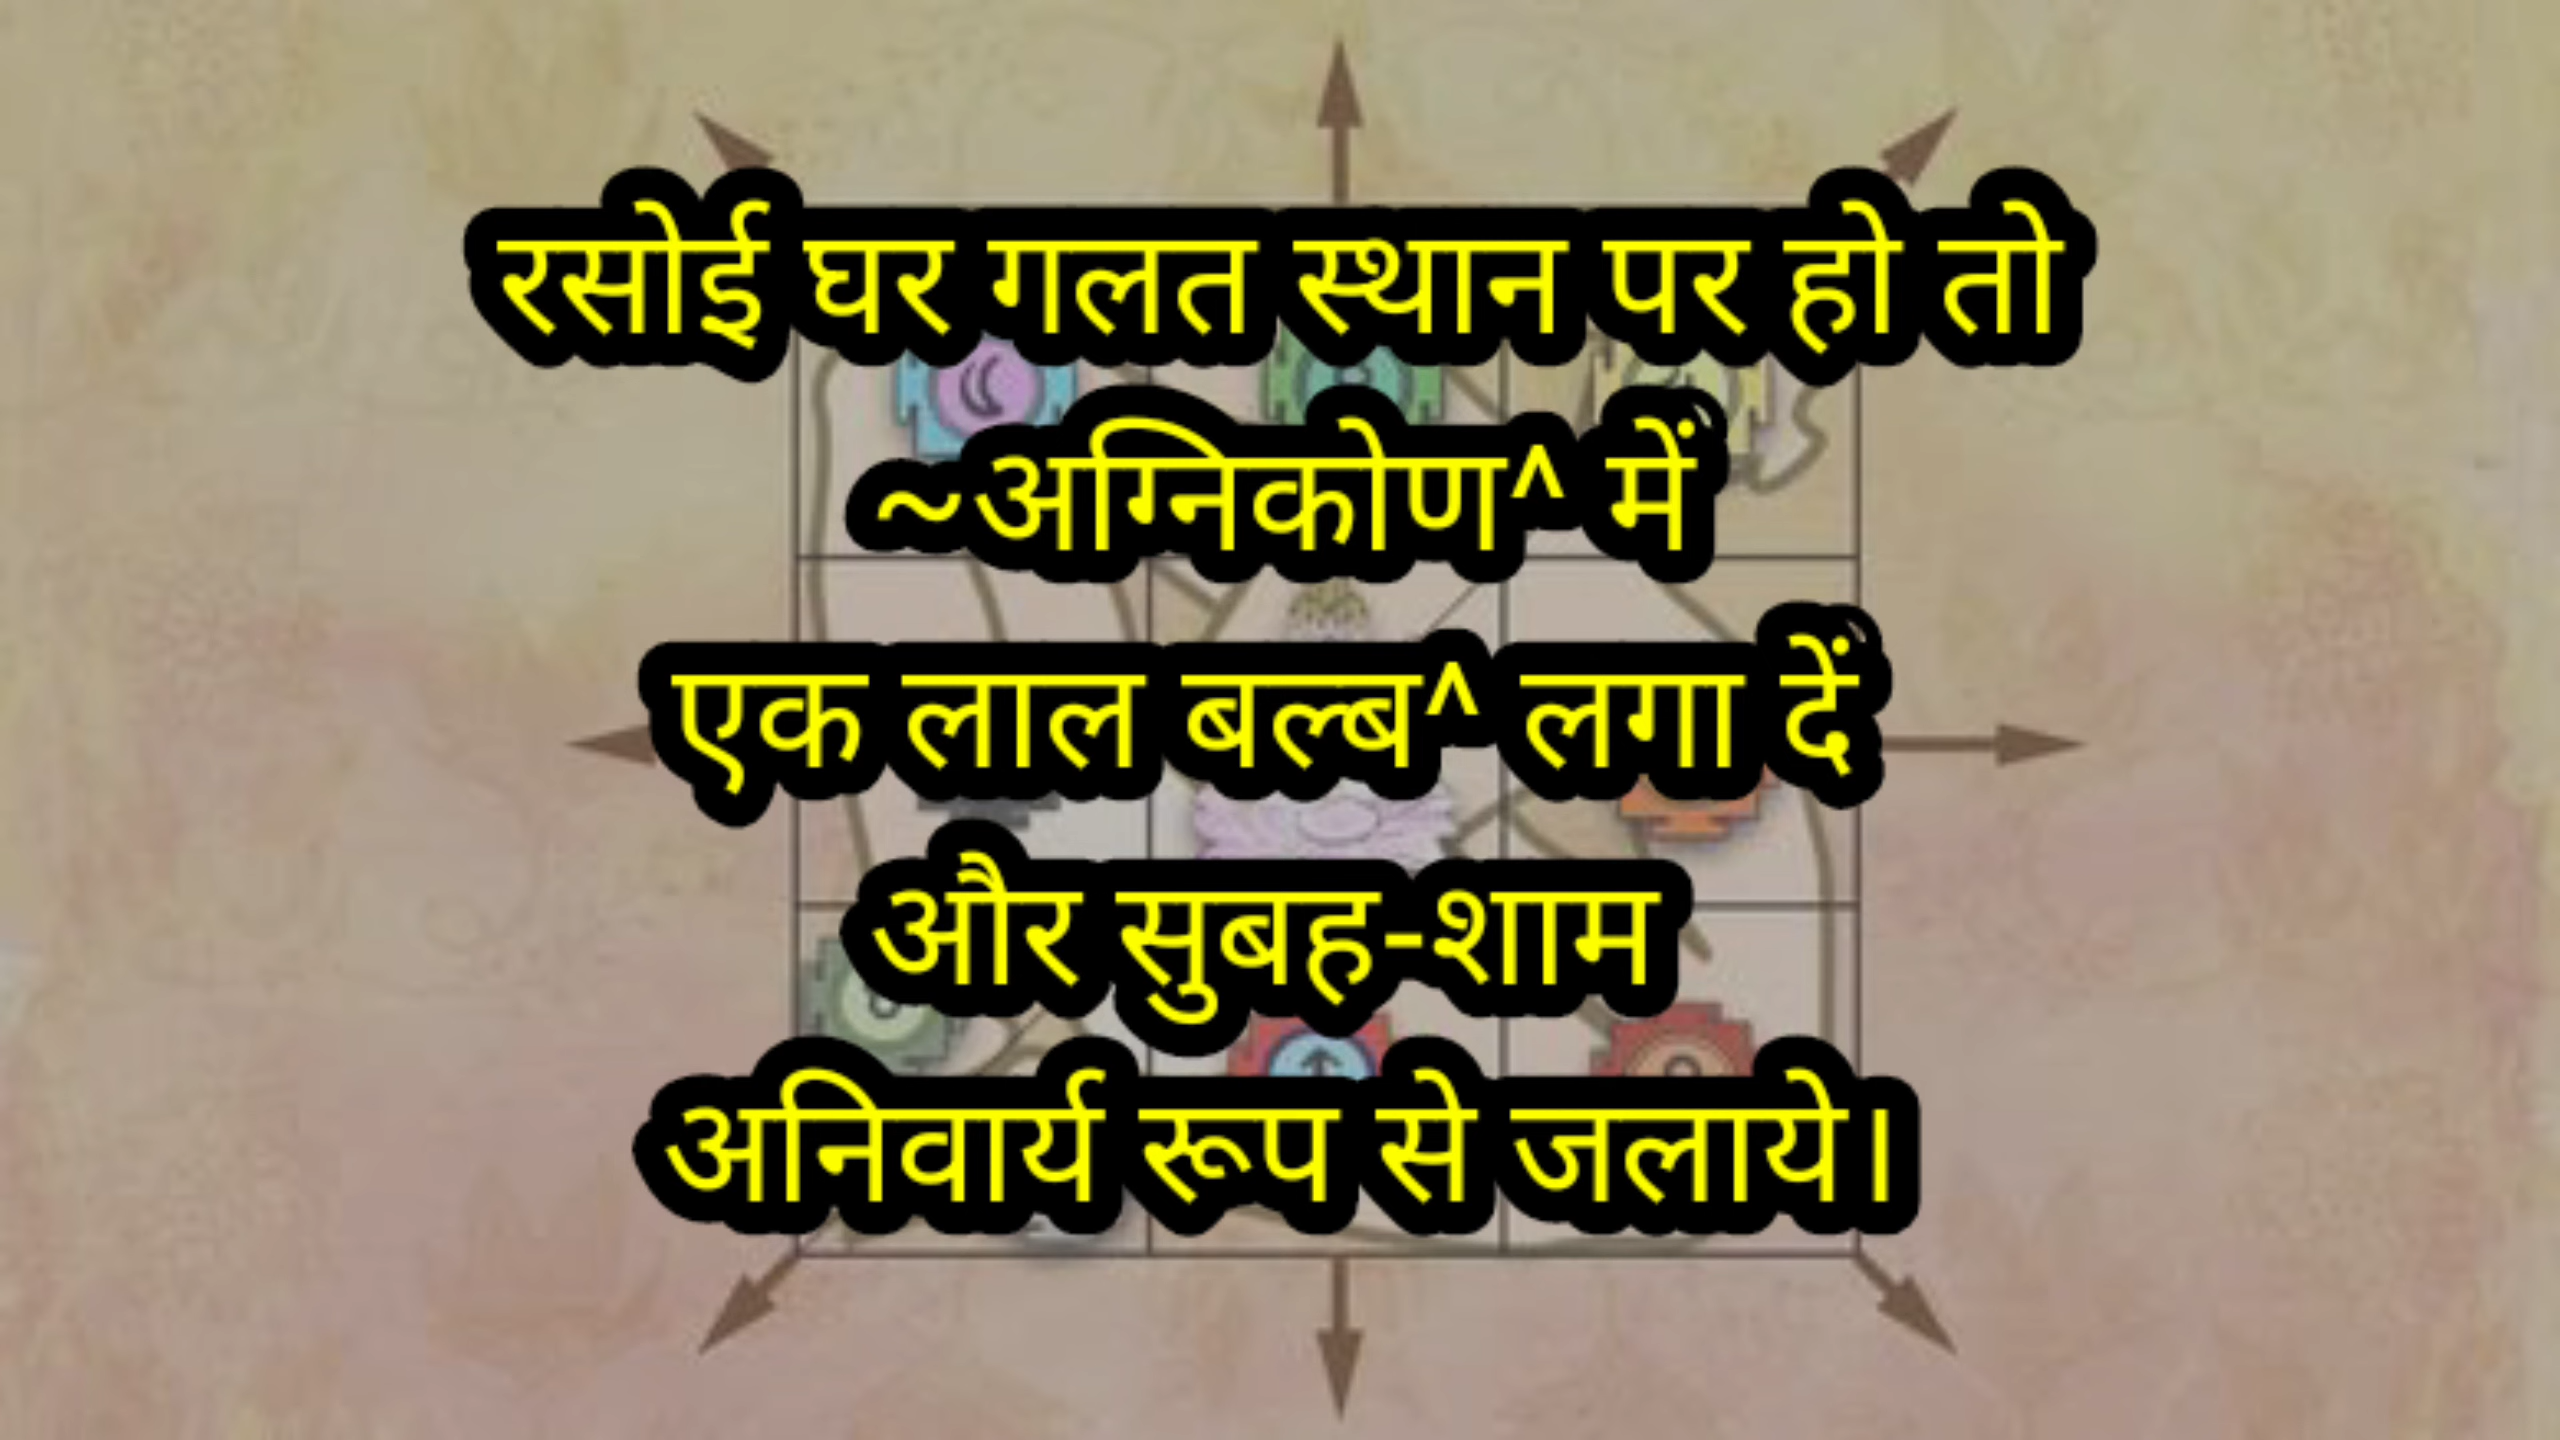 रसोई घर गलत स्थान पर हो तो
~अग्निकोण^ में
एक लाल बल्ब^ लगा दें
और सुबह-शाम
अनिवार्य रूप से जलाये।